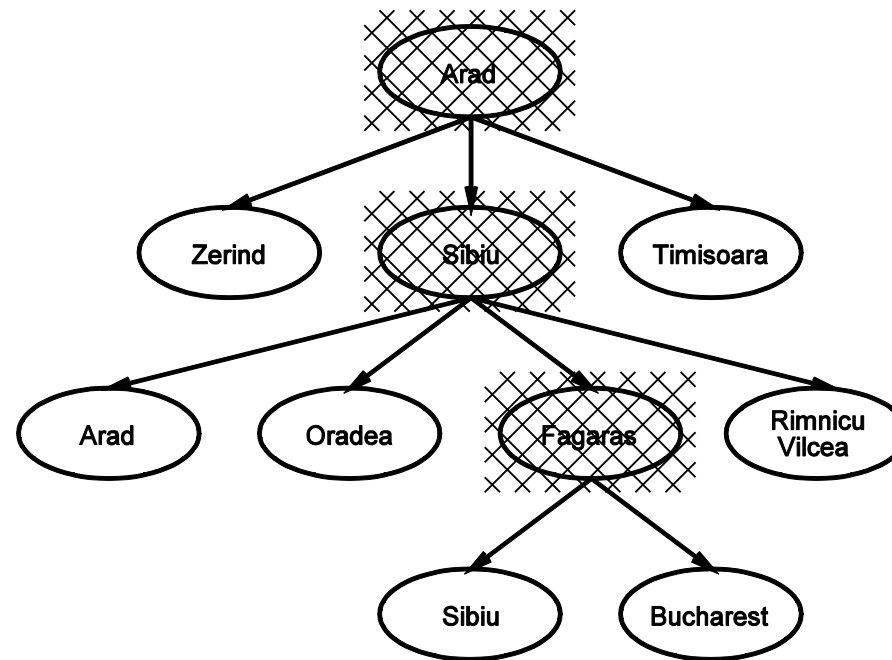 Arad
Zerind
Sibiu
Timisoara
Arad
Oradea
Fagaras
Rimnicu
Vilcea
Sibiu
Bucharest